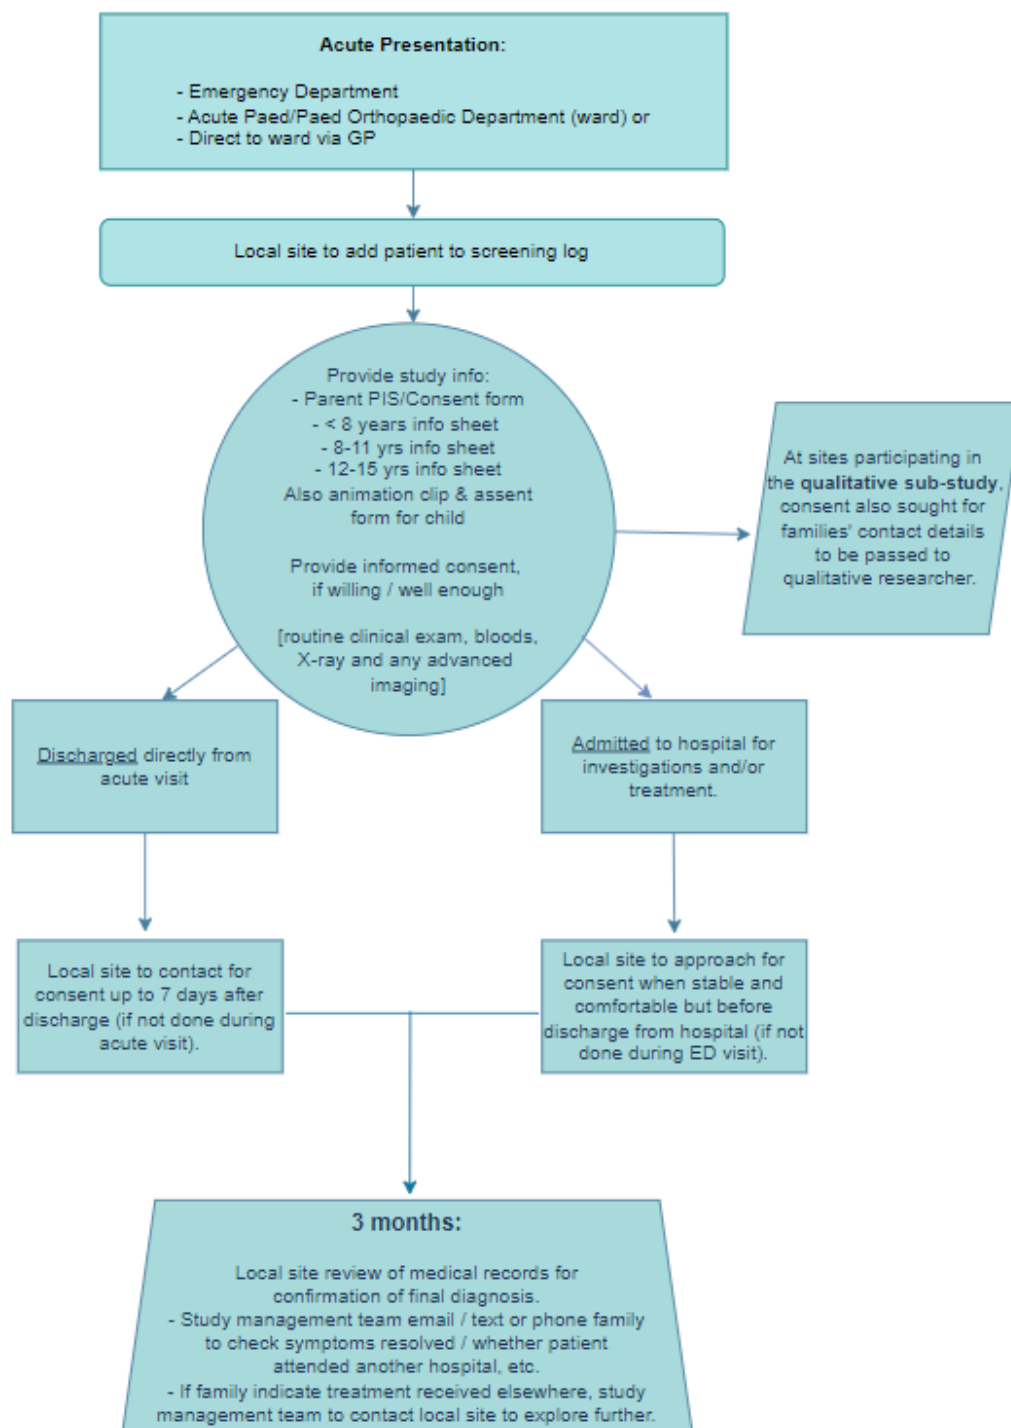 Acute Presentation:
- Emergency Department
- Acute Paed/Paed Orthopaedic Department (ward) or
- Direct to ward via GP
Local site to add patient to screening log
Provide study info:
- Parent PIS/Consent form
- < 8 years info sheet
- 8-11 yrs info sheet
- 12-15 yrs info sheet
Also animation clip & assent
form for child
Provide informed consent,
if willing / well enough
[routine clinical exam, bloods,
X-ray and any advanced
imaging]
At sites participating in
the qualitative sub-study,
consent also sought for
families' contact details
to be passed to
qualitative researcher.
Discharged directly from
acute visit
Admitted to hospital for
investigations and/or
treatment.
Local site to contact for
consent up to 7 days after
discharge (if not done during
acute visit).
Local site to approach for
consent when stable and
comfortable but before
discharge from hospital (if not
done during ED visit).
3 months:
Local site review of medical records for
confirmation of final diagnosis.
- Study management team email / text or phone family
to check symptoms resolved / whether patient
attended another hospital, etc.
- If family indicate treatment received elsewhere, study
management team to contact local site to explore further.